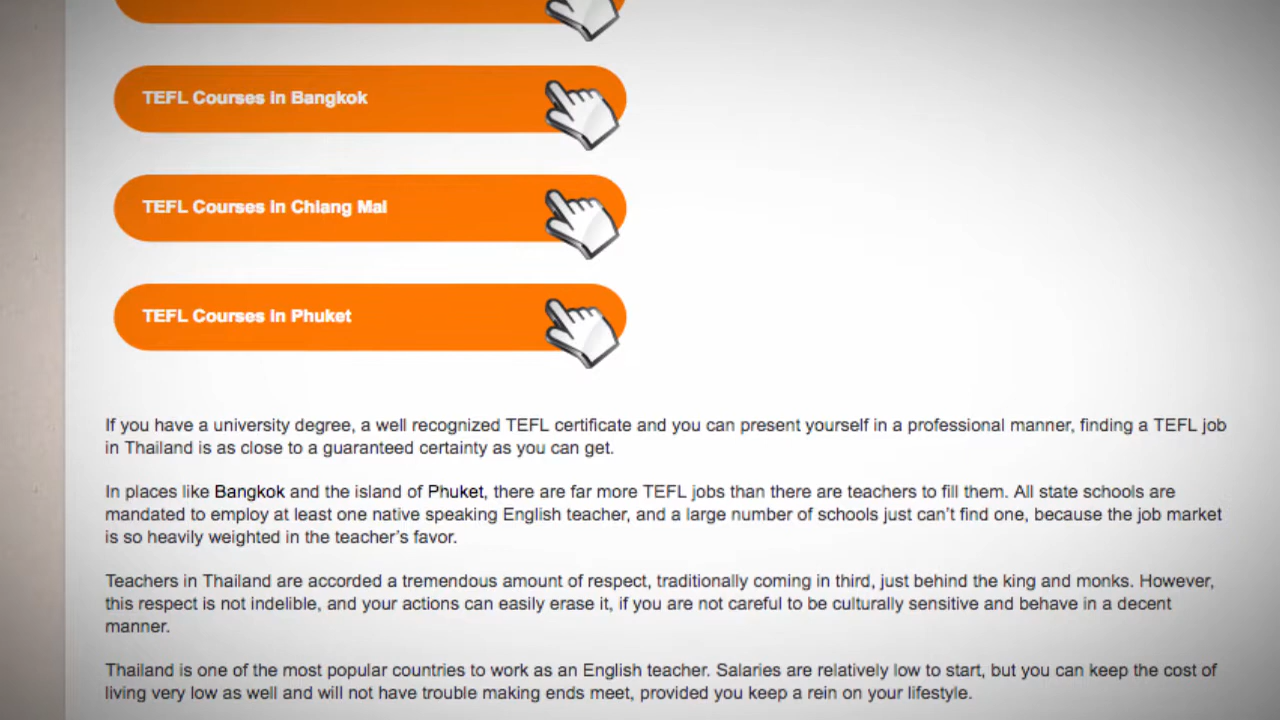 TEFL Courses in Bangkok
TEFL Courses in Chiang Mai
TEFL Courses in Phuket
If you have a university degree, a well recognized TEFL certificate and you can present yourself in a professional manner, finding a TEFL job
in Thailand is as close to a guaranteed certainty as you can get.
In places like Bangkok and the island of Phuket, there are far more TEFL jobs than there are teachers to fill them. All state schools are
mandated to employ at least one native speaking English teacher, and a large number of schools just can't find one, because the job market
is so heavily weighted in the teacher's favor.
Teachers in Thailand are accorded a tremendous amount of respect, traditionally coming in third, just behind the king and monks. However,
this respect is not indelible, and your actions can easily erase it, if you are not careful to be culturally sensitive and behave in a decent
manner.
Thailand is one of the most popular countries to work as an English teacher. Salaries are relatively low to start, but you can keep the cost of
living very low as well and will not have trouble making ends meet, provided you keep a rein on your lifestyle.